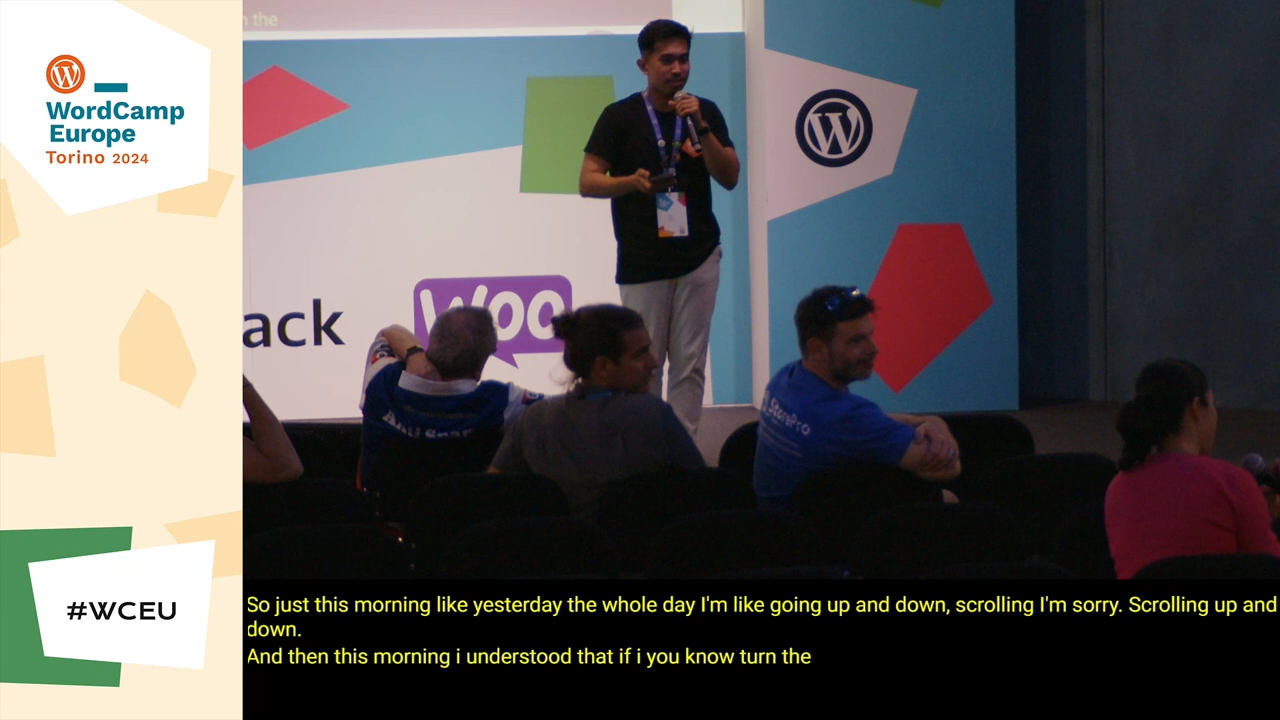 n the
WordCamp
Europe
Torino 2024
ack
Woo
StorePro
#WCEU
So just this morning like yesterday the whole day I'm like going up and down, scrolling I'm sorry. Scrolling up and
down.
And then this morning i understood that if i you know turn the